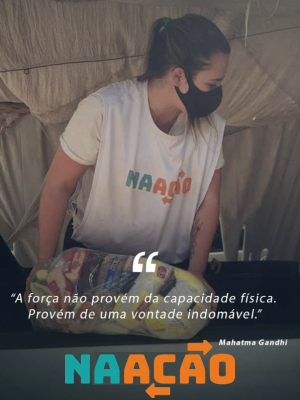 NAAÇÃO
“
“A força não provém da capacidade física.
Provém de uma vontade indomável.”
Mahatma Gandhi
NAAÇÃO